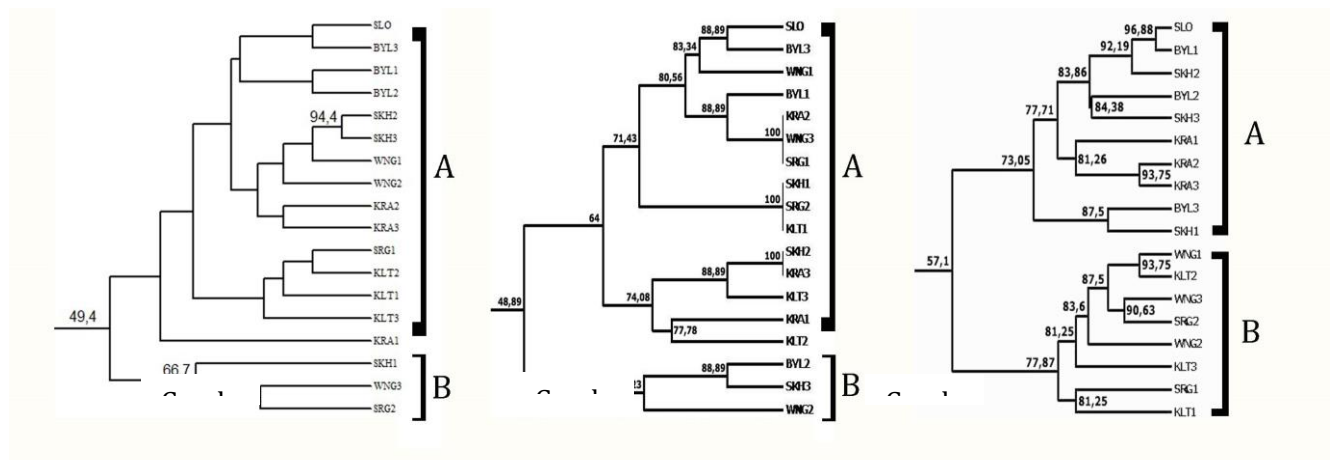 SLO
BYL3
BYL1
BYL2
94,4
SKH2
SKH3
WNG1
WNG2
KRA2
KRA3
SRG1
KLT2
KLT1
KLT3
KRA1
49,4
66,7
SKH1
WNG3
SRG2
A
B
88,89
SLO
BYL3
83,34
WNG1
80,56
BYL1
88,89
KRA2
100
WNG3
SRG1
71,43
SKH1
100
SRG2
KLT1
64
SKH2
100
KRA3
88,89
KLT3
74,08
KRA1
77,78
KLT2
48,89
BYL2
88,89
SKH3
WNG2
A
B
96,88
SLO
BYL1
92,19
SKH2
83,86
BYL2
84,38
SKH3
77,71
KRA1
81,26
KRA2
93,75
KRA3
73,05
BYL3
87,5
SKH1
57,1
WNG1
93,75
KLT2
87,5
WNG3
90,63
SRG2
83,6
WNG2
81,25
KLT3
77,87
SRG1
81,25
KLT1
A
B